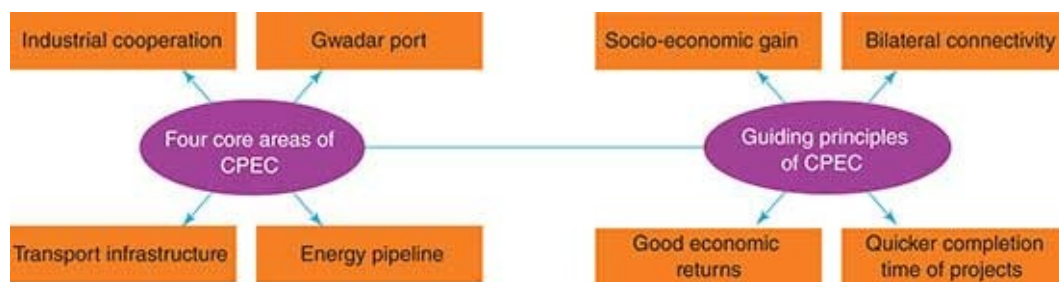 Industrial cooperation
Gwadar port
Four core areas of
CPEC
Transport infrastructure
Energy pipeline
Socio-economic gain
Bilateral connectivity
Guiding principles
of CPEC
Good economic
returns
Quicker completion
time of projects